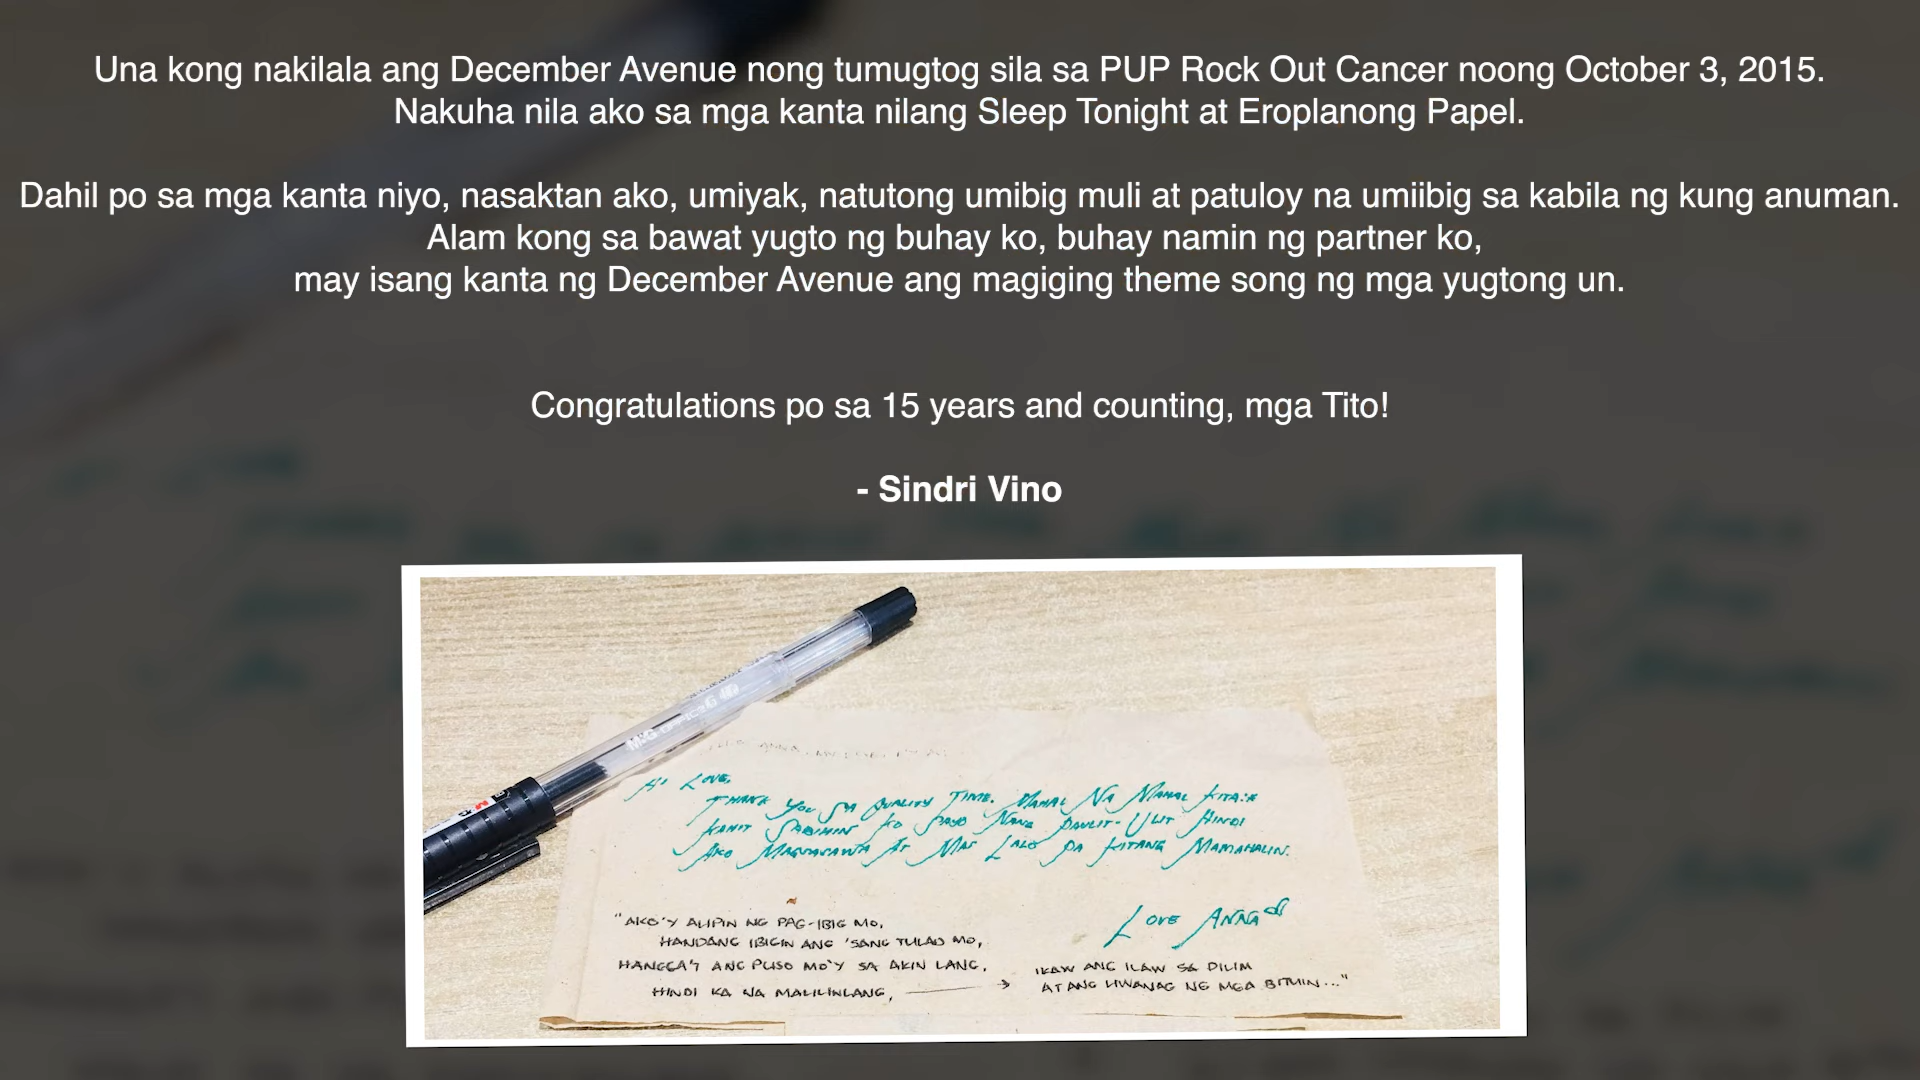 Una kong nakilala ang December Avenue nong tumugtog sila sa PUP Rock Out Cancer noong October 3, 2015.
Nakuha nila ako sa mga kanta nilang Sleep Tonight at Eroplanong Papel.
Dahil po sa mga kanta niyo, nasaktan ako, umiyak, natutong umibig muli at patuloy na umiibig sa kabila ng kung anuman.
Alam kong sa bawat yugto ng buhay ko, buhay namin ng partner ko,
may isang kanta ng December Avenue ang magiging theme song ng mga yugtong un.
Congratulations po sa 15 years and counting, mga Tito!
- Sindri Vino
M&G
HI LOVE,
THANK YOU SA QUALITY TIME. MAHAL NA MAHAL KITA.
KAHIT SABIHIN KO SAYO NANG PAULIT-ULIT HINDI
AKO MAGSASAWA AT MAS LALO PA KITANG MAMAHALIN.
LOVE ANNA
"AKO'Y ALIPIN NG PAG-IBIG MO,
HANDANG IBIGIN ANG 'SANG TULAD MO,
HANGGA'T ANG PUSO MO'Y SA AKIN LANG,
HINDI KA NA MALILINLANG,
IKAW ANG ILAW SA DILIM
AT ANG LIWANAG NG MGA BITUIN..."